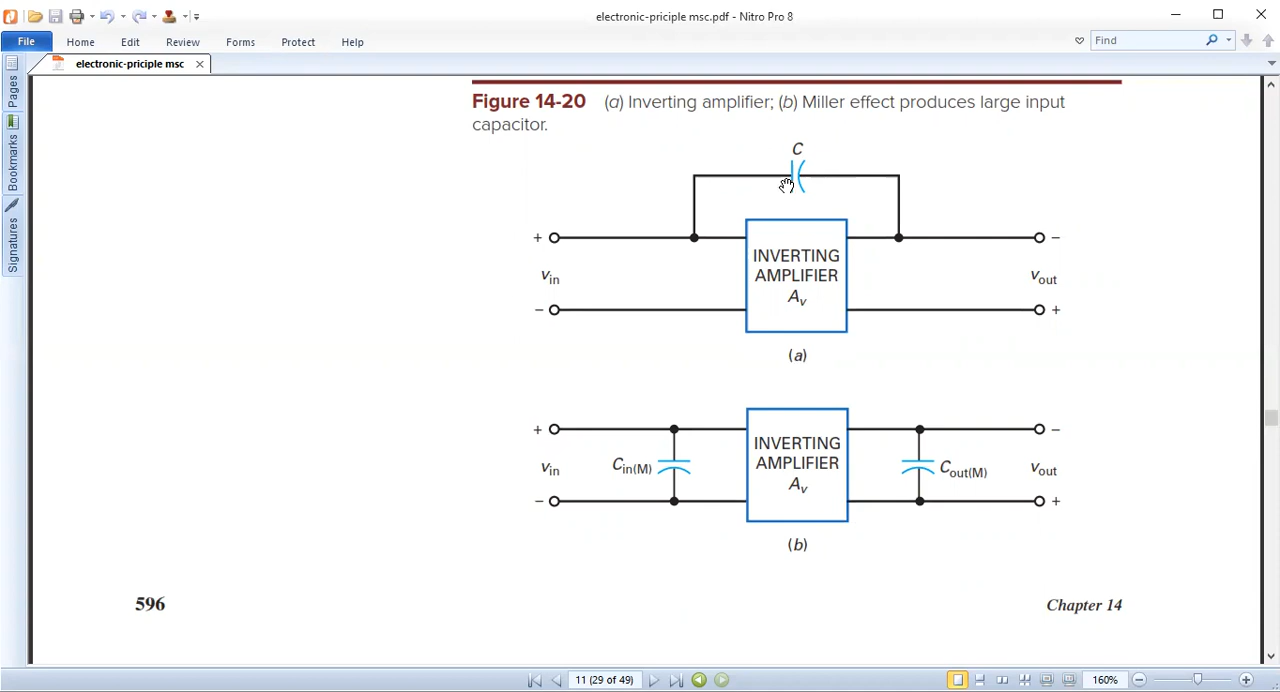 electronic-priciple msc.pdf - Nitro Pro 8
File Home Edit Review Forms Protect Help
Find
electronic-priciple msc
Pages
Bookmarks
Signatures
Figure 14-20 (a) Inverting amplifier; (b) Miller effect produces large input
capacitor.
C
+ −
INVERTING
AMPLIFIER
Av
vin
vout
− +
(a)
+ −
INVERTING
AMPLIFIER
Av
vin
Cin(M)
Cout(M)
vout
− +
(b)
596
Chapter 14
11 (29 of 49)
160%